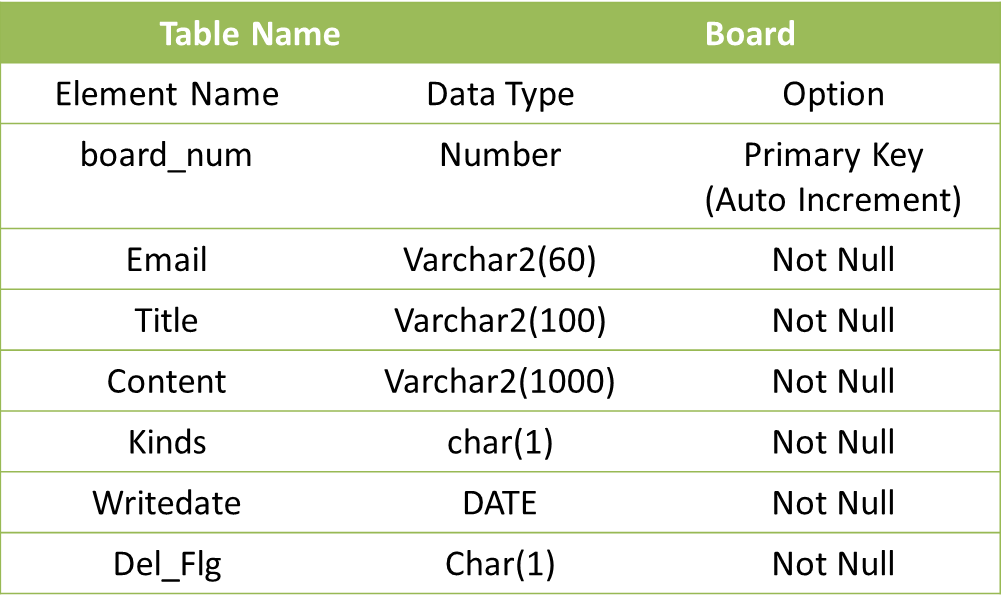 Table Name Board
Element Name Data Type Option
board_num Number Primary Key
(Auto Increment)
Email Varchar2(60) Not Null
Title Varchar2(100) Not Null
Content Varchar2(1000) Not Null
Kinds char(1) Not Null
Writedate DATE Not Null
Del_Flg Char(1) Not Null